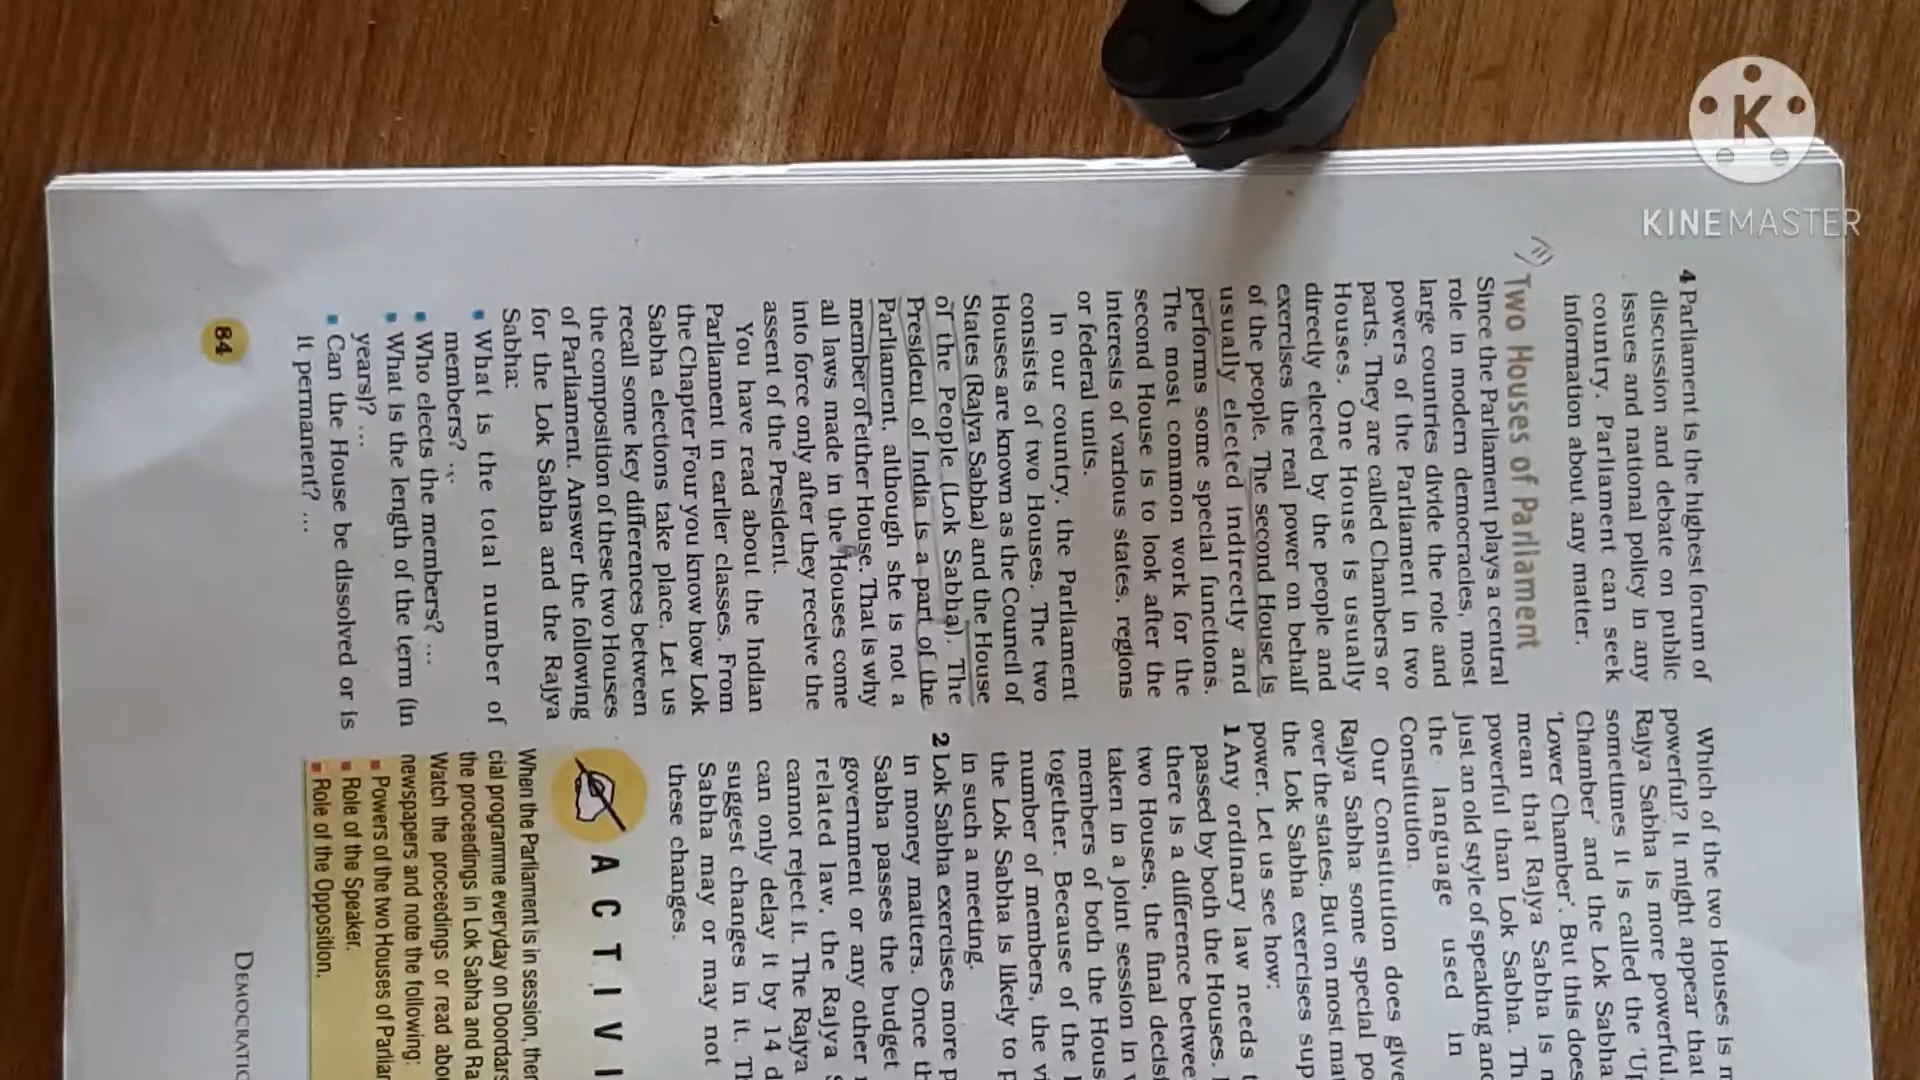 KINEMASTER
4 Parliament is the highest forum of
discussion and debate on public
issues and national policy in any
country. Parliament can seek
information about any matter.
Two Houses of Parliament
Since the Parliament plays a central
role in modern democracies, most
large countries divide the role and
powers of the Parliament in two
parts. They are called Chambers or
Houses. One House is usually
directly elected by the people and
exercises the real power on behalf
of the people. The second House is
usually elected indirectly and
performs some special functions.
The most common work for the
second House is to look after the
interests of various states, regions
or federal units.
In our country, the Parliament
consists of two Houses. The two
Houses are known as the Council of
States (Rajya Sabha) and the House
of the People (Lok Sabha). The
President of India is a part of the
Parliament, although she is not a
member of either House. That is why
all laws made in the Houses come
into force only after they receive the
assent of the President.
You have read about the Indian
Parliament in earlier classes. From
the Chapter Four you know how Lok
Sabha elections take place. Let us
recall some key differences between
the composition of these two Houses
of Parliament. Answer the following
for the Lok Sabha and the Rajya
Sabha:
▪ What is the total number of
members? ...
▪ Who elects the members? ...
▪ What is the length of the term (in
years)? ...
▪ Can the House be dissolved or is
it permanent? ...
84
Which of the two Houses is
powerful? It might appear that
Rajya Sabha is more powerful,
sometimes it is called the
Chamber' and the Lok Sabha
'Lower Chamber'. But this does
mean that Rajya Sabha is
powerful than Lok Sabha.
just an old style of speaking and
the language used in
Constitution.
Our Constitution does give
Rajya Sabha some special
over the states. But on most
the Lok Sabha exercises
power. Let us see how:
1 Any ordinary law needs
passed by both the Houses.
there is a difference
two Houses, the final
taken in a joint session in
members of both the
together. Because of the
number of members, the
the Lok Sabha is likely to
in such a meeting.
2 Lok Sabha exercises more
in money matters. Once
Sabha passes the budget
government or any other
related law, the Rajya
cannot reject it. The Rajya
can only delay it by 14
suggest changes in it.
Sabha may or may not
these changes.
A C T I V I
When the Parliament is in session,
cial programme everyday on
the proceedings in Lok Sabha and
Watch the proceedings or read
newspapers and note the following:
▪ Powers of the two Houses of
▪ Role of the Speaker.
▪ Role of the Opposition.